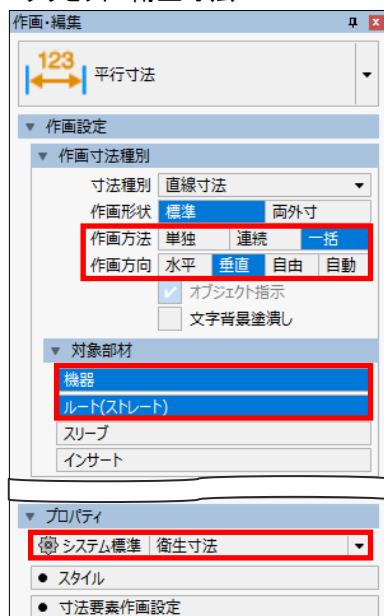 作画・編集
123
平行寸法
作画設定
作画寸法種別
寸法種別 直線寸法
作画形状 標準 両外寸
作画方法 単独 連続 一括
作画方向 水平 垂直 自由 自動
オブジェクト指示
文字背景塗潰し
対象部材
機器
ルート(ストレート)
スリーブ
インサート
プロパティ
システム標準 衛生寸法
● スタイル
● 寸法要素作画設定